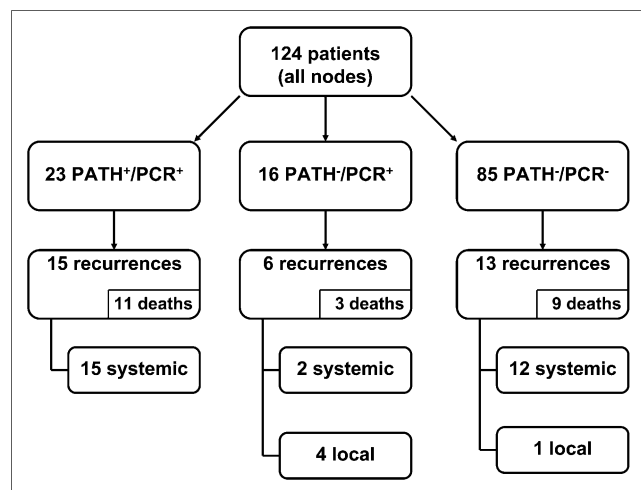 124 patients
(all nodes)
23 PATH⁺/PCR⁺
16 PATH⁻/PCR⁺
85 PATH⁻/PCR⁻
15 recurrences
11 deaths
6 recurrences
3 deaths
13 recurrences
9 deaths
15 systemic
2 systemic
12 systemic
4 local
1 local